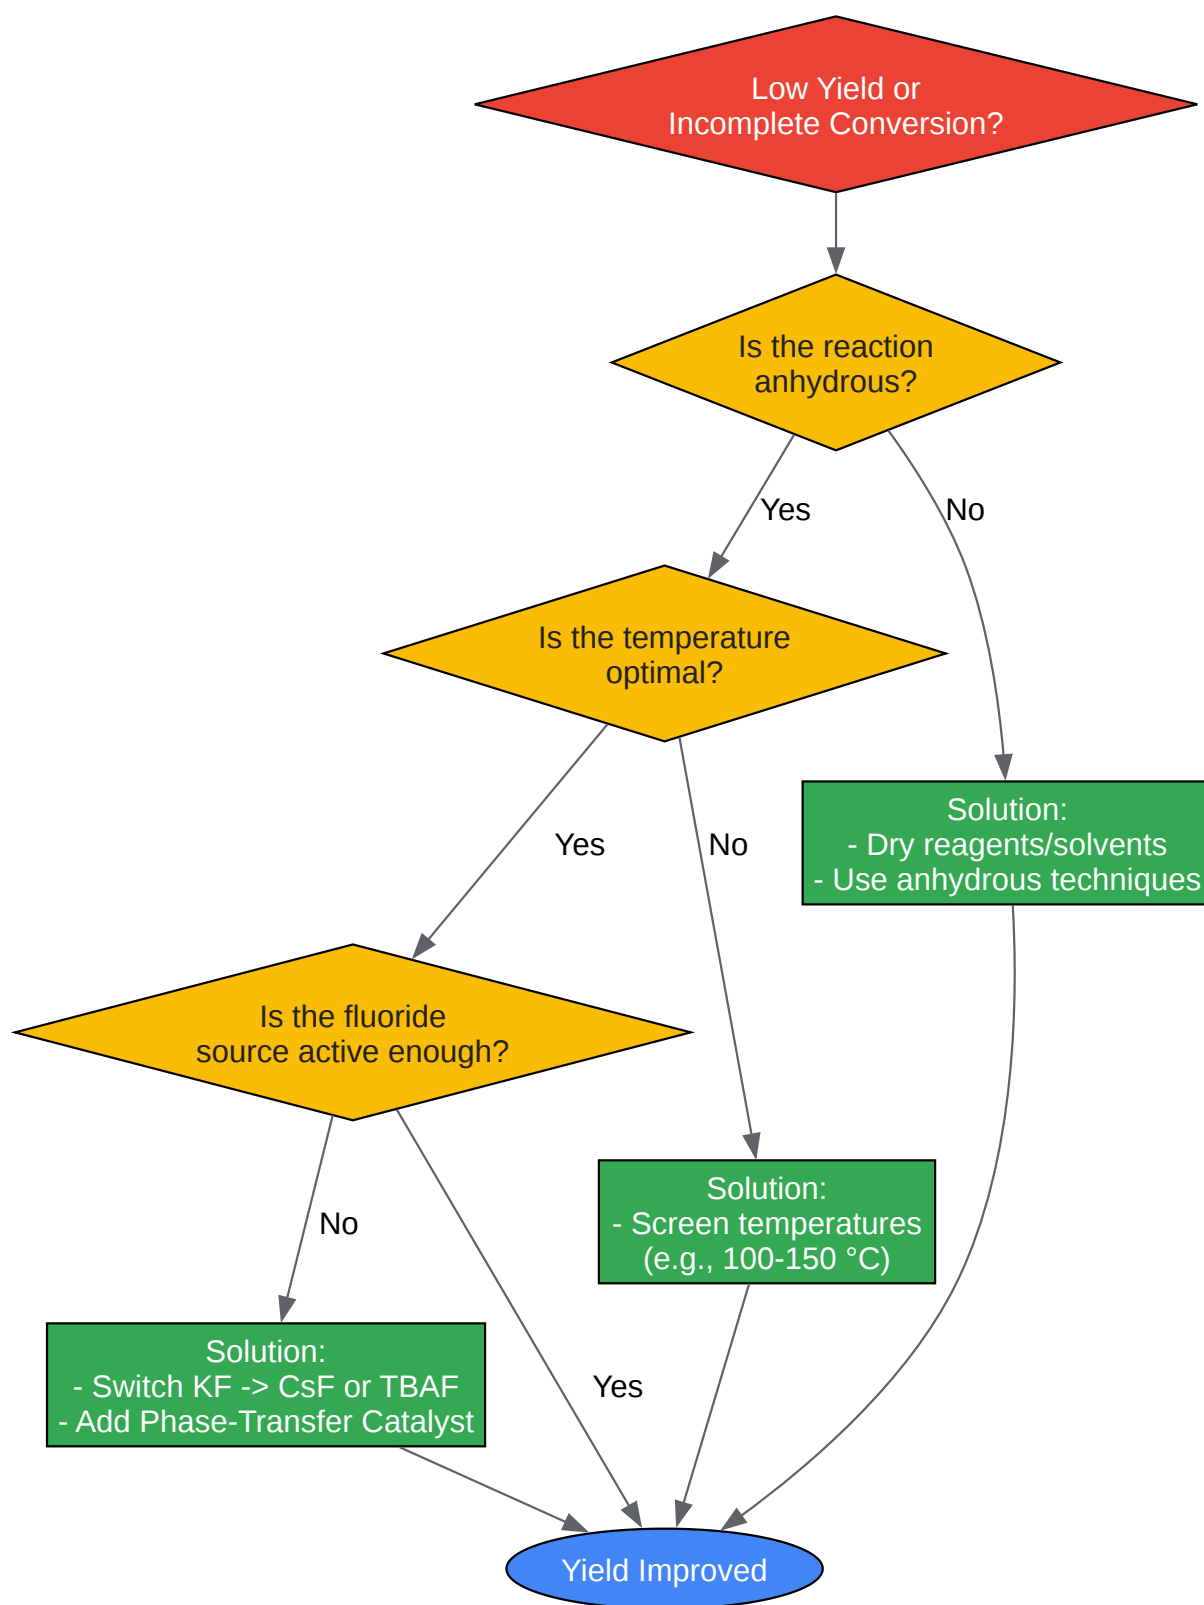 Low Yield or
Incomplete Conversion?
Is the reaction
anhydrous?
Yes
No
Is the temperature
optimal?
Solution:
- Dry reagents/solvents
- Use anhydrous techniques
Yes
No
Is the fluoride
source active enough?
Solution:
- Screen temperatures
(e.g., 100-150 °C)
No
Solution:
- Switch KF -> CsF or TBAF
- Add Phase-Transfer Catalyst
Yes
Yield Improved